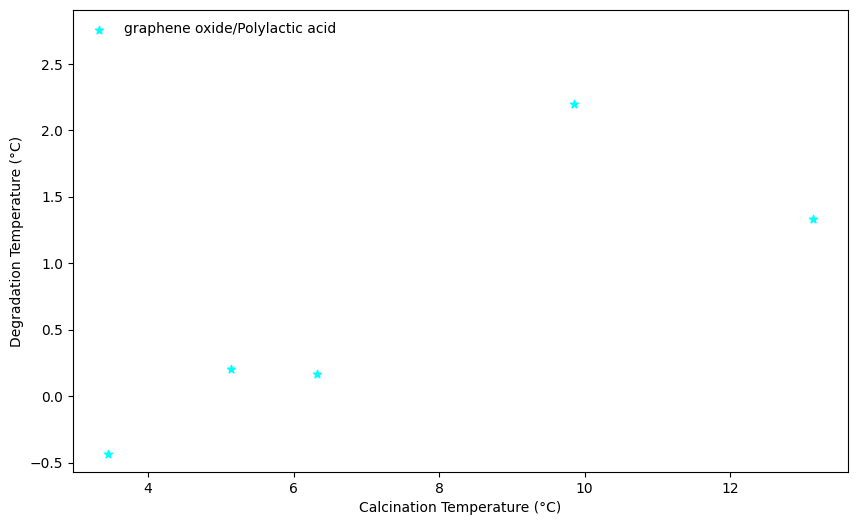 graphene oxide/Polylactic acid
2.5
2.0
1.5
1.0
0.5
0.0
−0.5
Degradation Temperature (°C)
4 6 8 10 12
Calcination Temperature (°C)